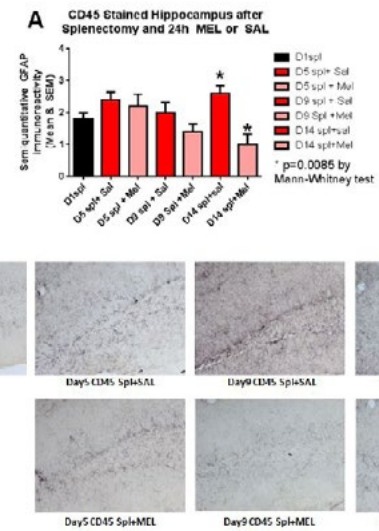 A
CD45 Stained Hippocampus after
Splenectomy and 24h MEL or SAL
Sem quantitative GFAP
immunoreactivity
(Mean & SEM)
4
3
2
1
0
*
*
D1spl
D5 spl+ Sal
D5 spl + Mel
D9 spl + Sal
D9 Spl +Mel
D14 spl+sal
D14 spl+Mel
D1spl
D5 spl+ Sal
D5 spl + Mel
D9 spl + Sal
D9 Spl +Mel
D14 spl+sal
D14 spl+Mel
* p=0.0085 by
Mann-Whitney test
Day5 CD45 Spl+SAL
Day9 CD45 Spl+SAL
Day5 CD45 Spl+MEL
Day9 CD45 Spl+MEL